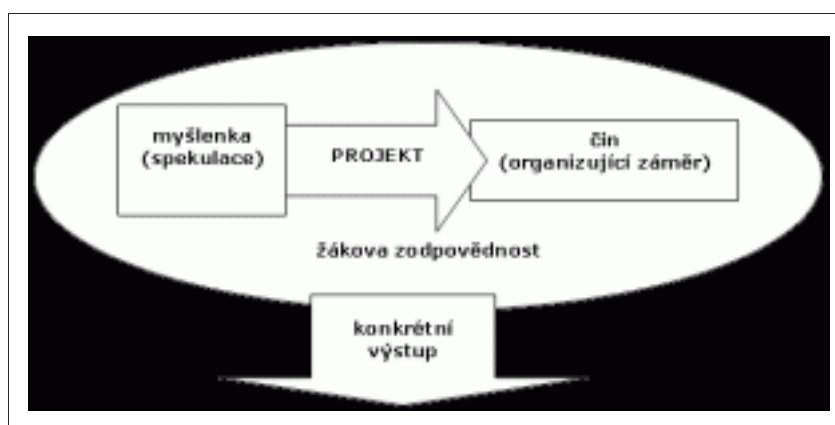 myšlenka
(spekulace)
PROJEKT
čin
(organizující záměr)
žákova zodpovědnost
konkrétní
výstup